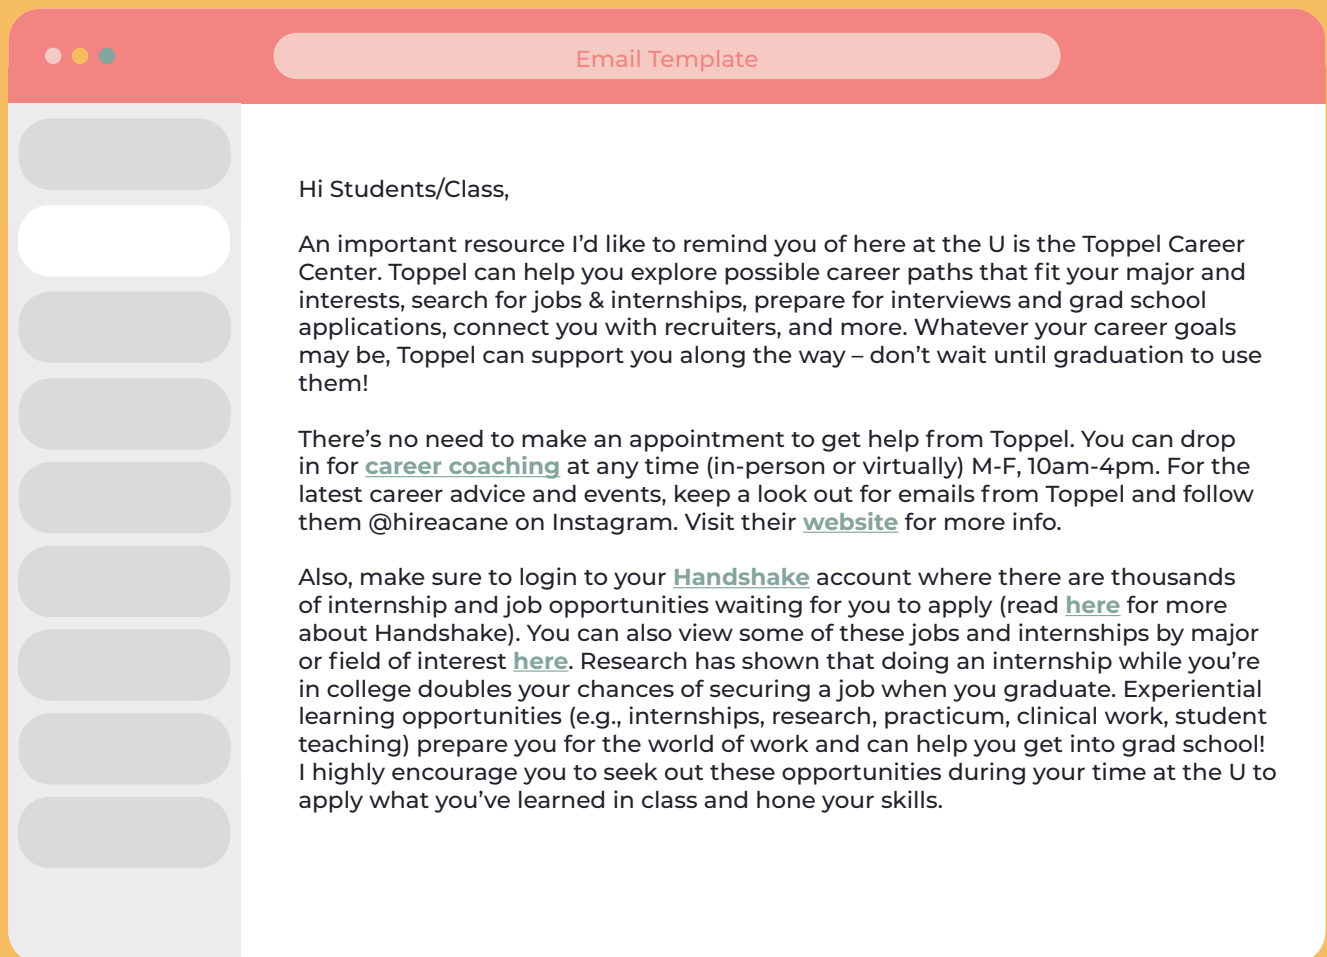 Email Template
Hi Students/Class,
An important resource I’d like to remind you of here at the U is the Toppel Career
Center. Toppel can help you explore possible career paths that fit your major and
interests, search for jobs & internships, prepare for interviews and grad school
applications, connect you with recruiters, and more. Whatever your career goals
may be, Toppel can support you along the way – don’t wait until graduation to use
them!
There’s no need to make an appointment to get help from Toppel. You can drop
in for career coaching at any time (in-person or virtually) M-F, 10am-4pm. For the
latest career advice and events, keep a look out for emails from Toppel and follow
them @hireacane on Instagram. Visit their website for more info.
Also, make sure to login to your Handshake account where there are thousands
of internship and job opportunities waiting for you to apply (read here for more
about Handshake). You can also view some of these jobs and internships by major
or field of interest here. Research has shown that doing an internship while you’re
in college doubles your chances of securing a job when you graduate. Experiential
learning opportunities (e.g., internships, research, practicum, clinical work, student
teaching) prepare you for the world of work and can help you get into grad school!
I highly encourage you to seek out these opportunities during your time at the U to
apply what you’ve learned in class and hone your skills.